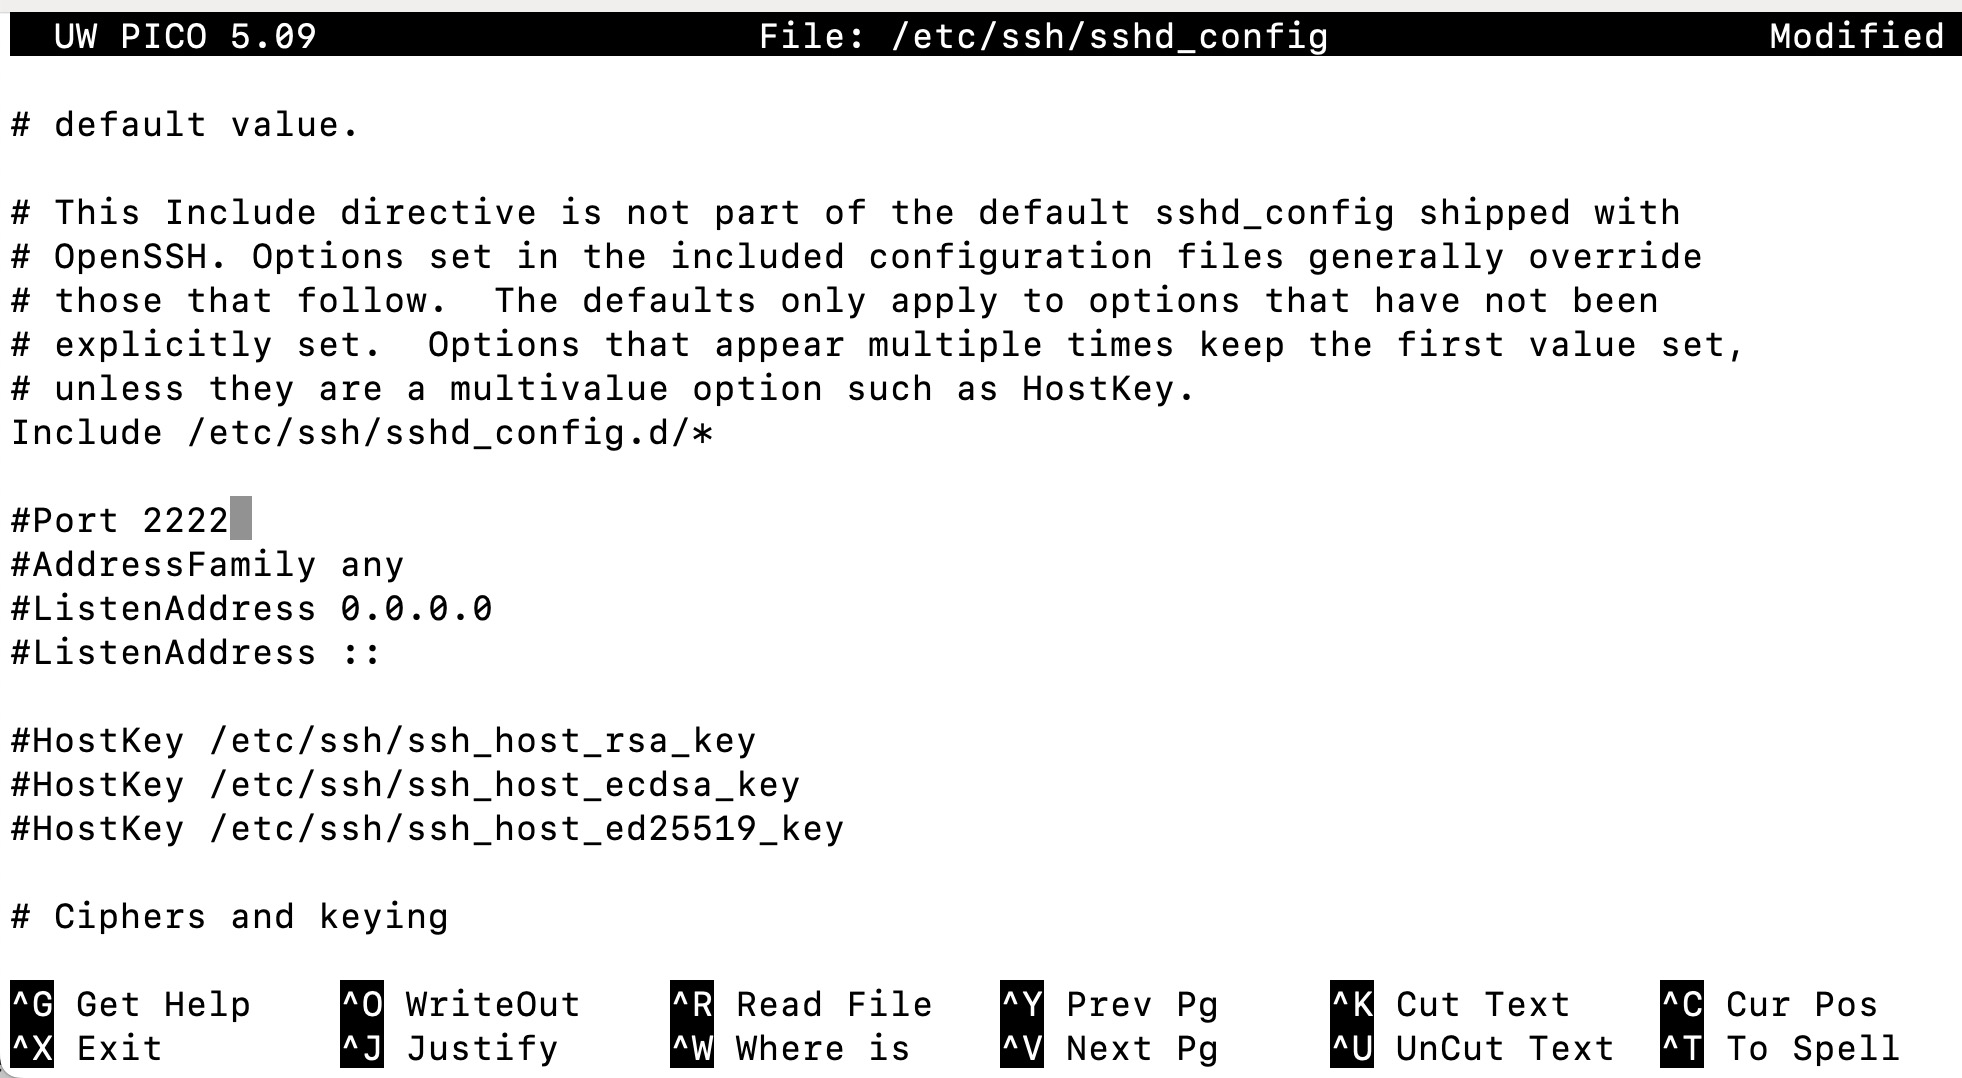 UW PICO 5.09 File: /etc/ssh/sshd_config Modified
# default value.
# This Include directive is not part of the default sshd_config shipped with
# OpenSSH. Options set in the included configuration files generally override
# those that follow.  The defaults only apply to options that have not been
# explicitly set.  Options that appear multiple times keep the first value set,
# unless they are a multivalue option such as HostKey.
Include /etc/ssh/sshd_config.d/*
#Port 2222
#AddressFamily any
#ListenAddress 0.0.0.0
#ListenAddress ::
#HostKey /etc/ssh/ssh_host_rsa_key
#HostKey /etc/ssh/ssh_host_ecdsa_key
#HostKey /etc/ssh/ssh_host_ed25519_key
# Ciphers and keying
^G Get Help ^O WriteOut ^R Read File ^Y Prev Pg ^K Cut Text ^C Cur Pos
^X Exit ^J Justify ^W Where is ^V Next Pg ^U UnCut Text ^T To Spell